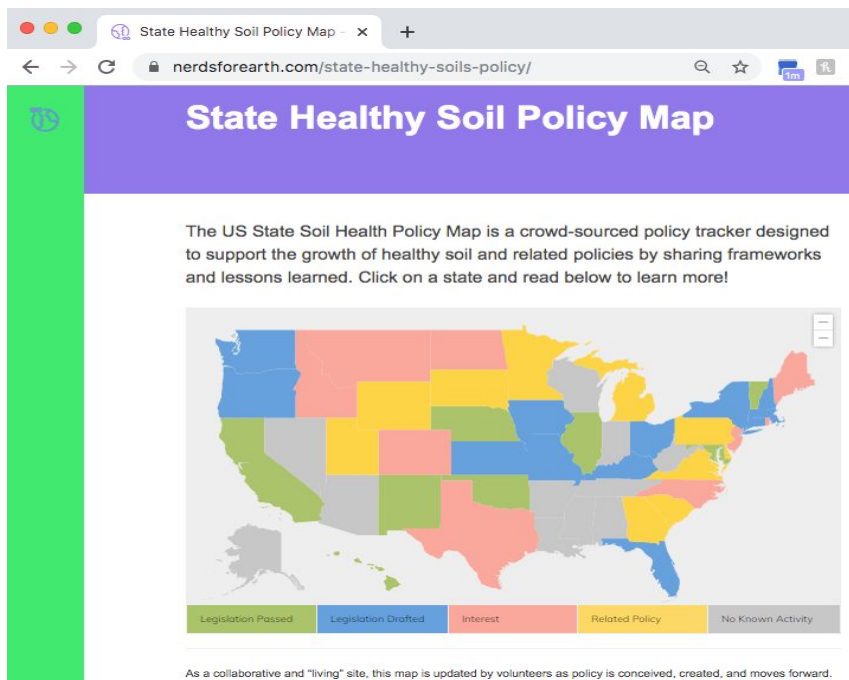 State Healthy Soil Policy Map -
nerdsforearth.com/state-healthy-soils-policy/
1m
State Healthy Soil Policy Map
The US State Soil Health Policy Map is a crowd-sourced policy tracker designed
to support the growth of healthy soil and related policies by sharing frameworks
and lessons learned. Click on a state and read below to learn more!
Legislation Passed
Legislation Drafted
Interest
Related Policy
No Known Activity
As a collaborative and "living" site, this map is updated by volunteers as policy is conceived, created, and moves forward.